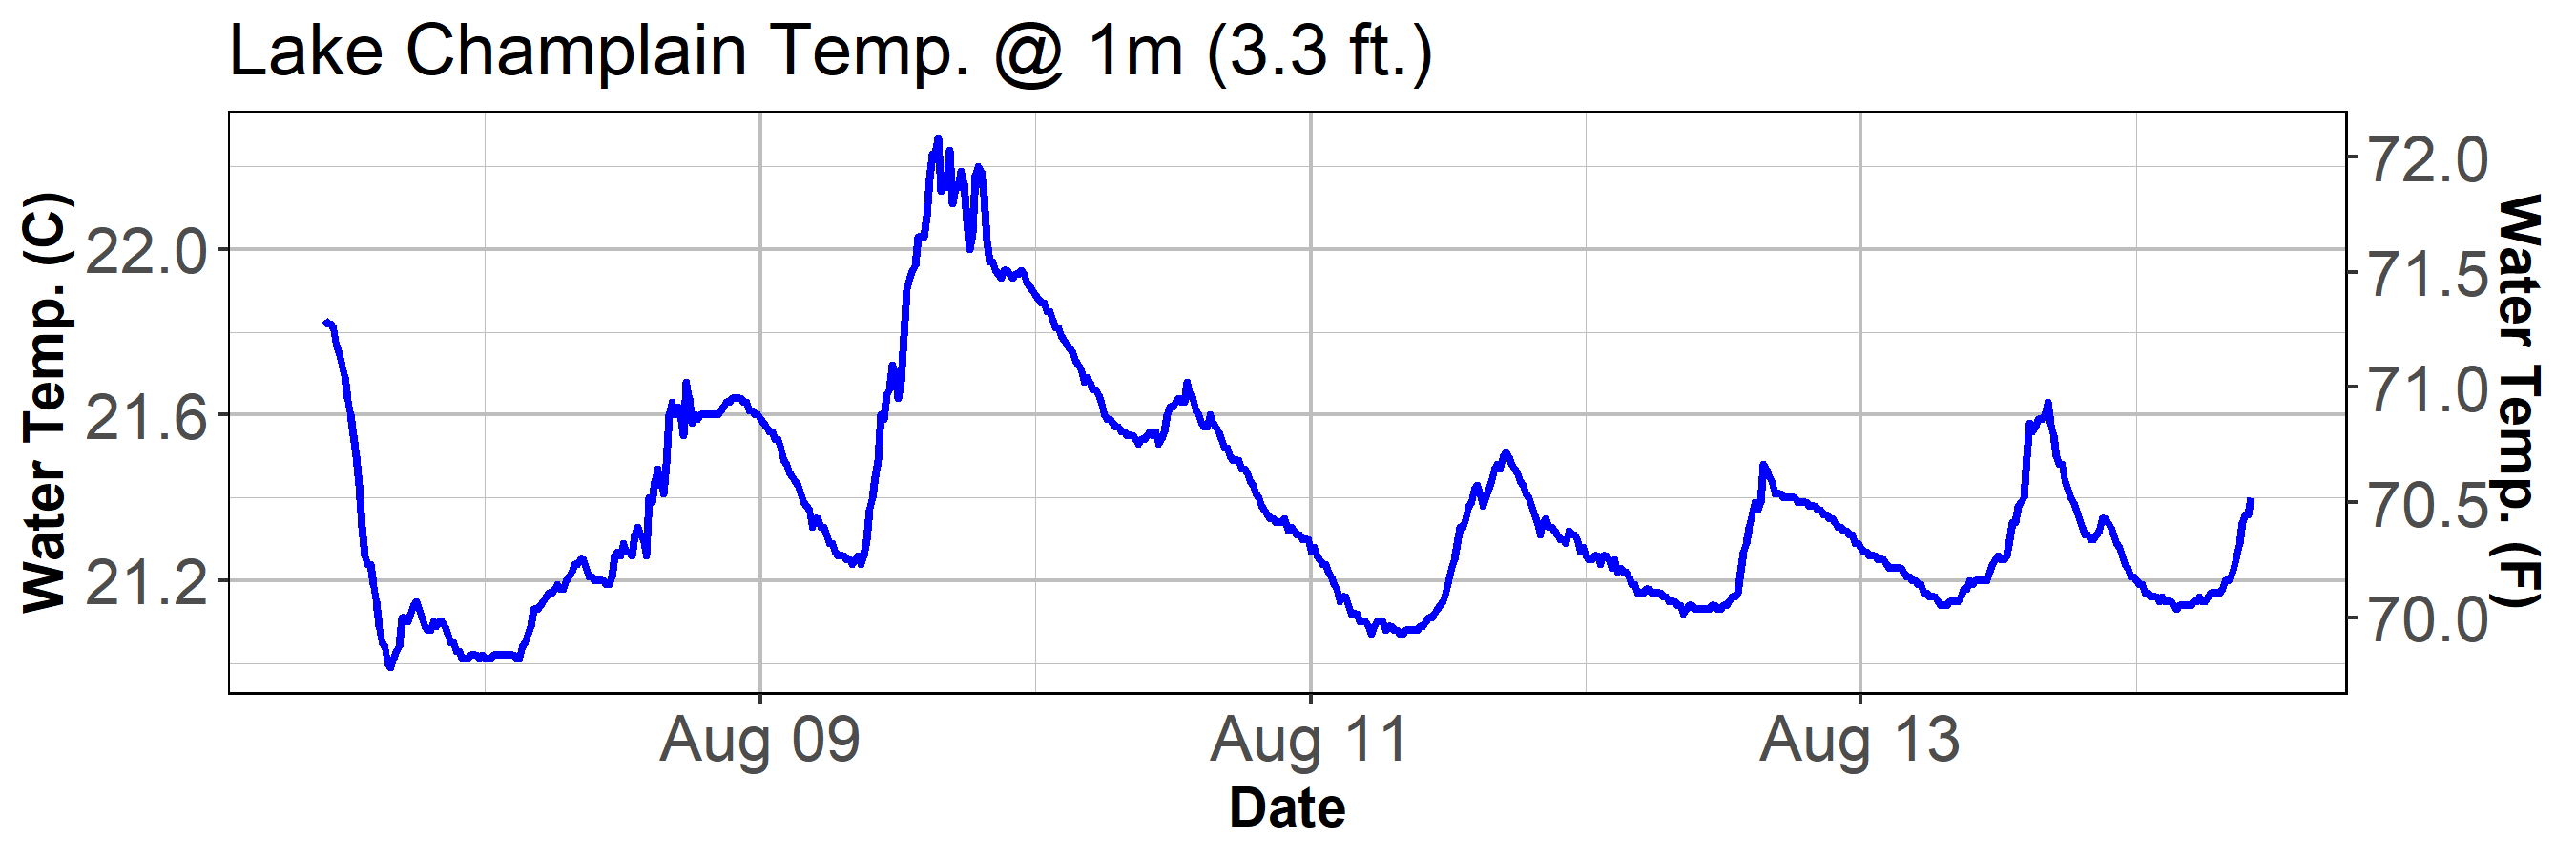 Lake Champlain Temp. @ 1m (3.3 ft.)
Water Temp. (C)
22.0
21.6
21.2
72.0
71.5
71.0
70.5
70.0
Water Temp. (F)
Aug 09
Aug 11
Aug 13
Date